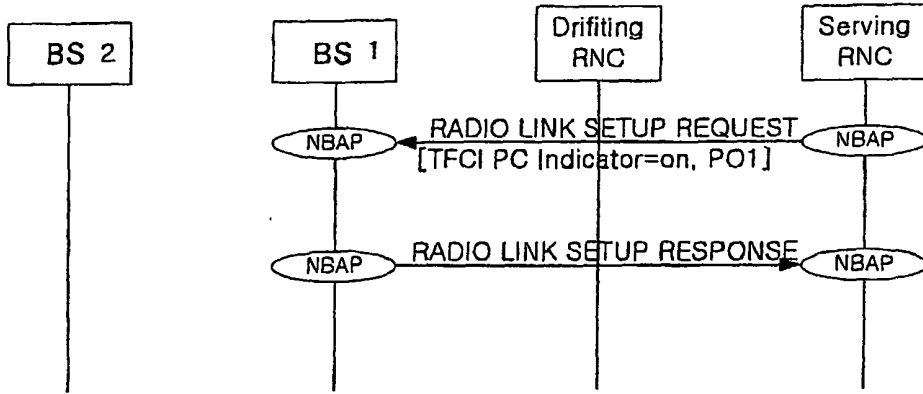 BS 2
BS 1
Drifiting
RNC
Serving
RNC
NBAP
RADIO LINK SETUP REQUEST
NBAP
[TFCI PC Indicator=on, PO1]
NBAP
RADIO LINK SETUP RESPONSE
NBAP